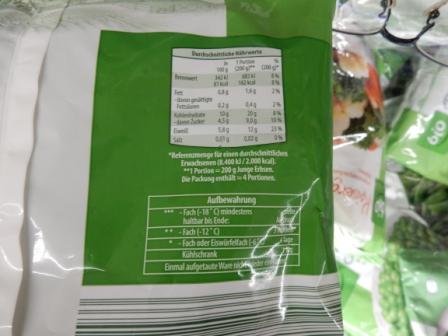 Durchschnittliche Nährwerte
In 100 g 1 Portion (200 g)** % (200 g)*
Brennwert 342 kJ 683 kJ 8 %
81 kcal 162 kcal 8 %
Fett 0,8 g 1,6 g 2 %
-davon gesättigte
Fettsäuren 0,2 g 0,4 g 2 %
Kohlenhydrate 10 g 20 g 8 %
-davon Zucker 4,5 g 9,0 g 10 %
Eiweiß 5,8 g 12 g 23 %
Salz 0,01 g 0,02 g 0 %
*Referenzmenge für einen durchschnittlichen
Erwachsenen (8.400 kJ / 2.000 kcal).
**1 Portion = 200 g Junge Erbsen.
Die Packung enthält = 4 Portionen.
Aufbewahrung
*** - Fach (-18 °C) mindestens
haltbar bis Ende:
** - Fach (-12 °C)
* - Fach oder Eiswürfelfach
Kühlschrank
Einmal aufgetaute Ware nicht wieder